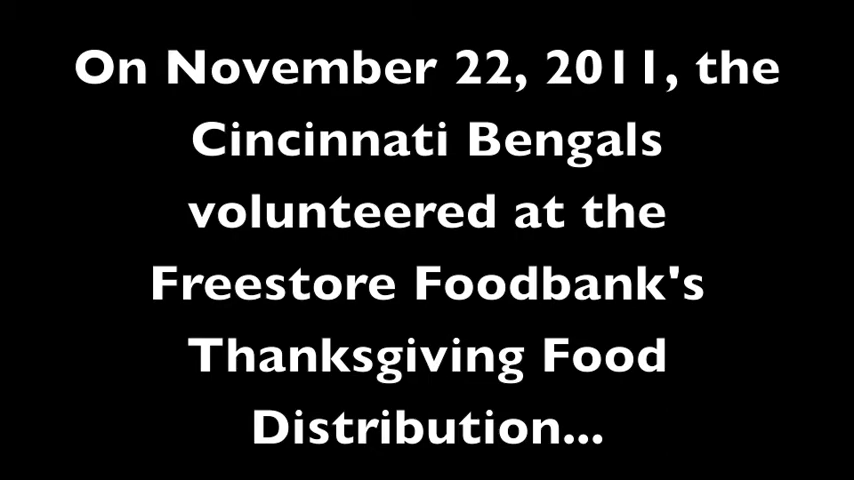 On November 22, 2011, the
Cincinnati Bengals
volunteered at the
Freestore Foodbank's
Thanksgiving Food
Distribution...